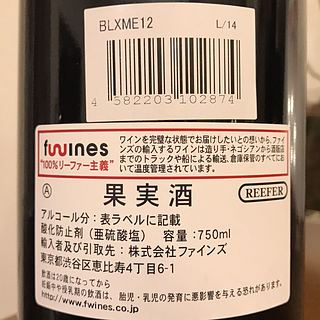 BLXME12 L/14
4 582203 102874
fwines
"100%リーファー主義"
ワインを完璧な状態でお届けしたいとの想いから、ファイ
ンズの輸入するワインは造り手・ネゴシアンから酒販店
までのトラックや船による輸送、倉庫保管のすべてにお
いて温度管理されています。
A 果実酒 REEFER
アルコール分：表ラベルに記載
酸化防止剤（亜硫酸塩） 容量：750ml
輸入者及び引取先：株式会社ファインズ
東京都渋谷区恵比寿4丁目6-1
飲酒は20歳になってから
妊娠中や授乳期の飲酒は、胎児・乳児の発育に悪影響を与える恐れがあります。
http://www.fwines.co.jp